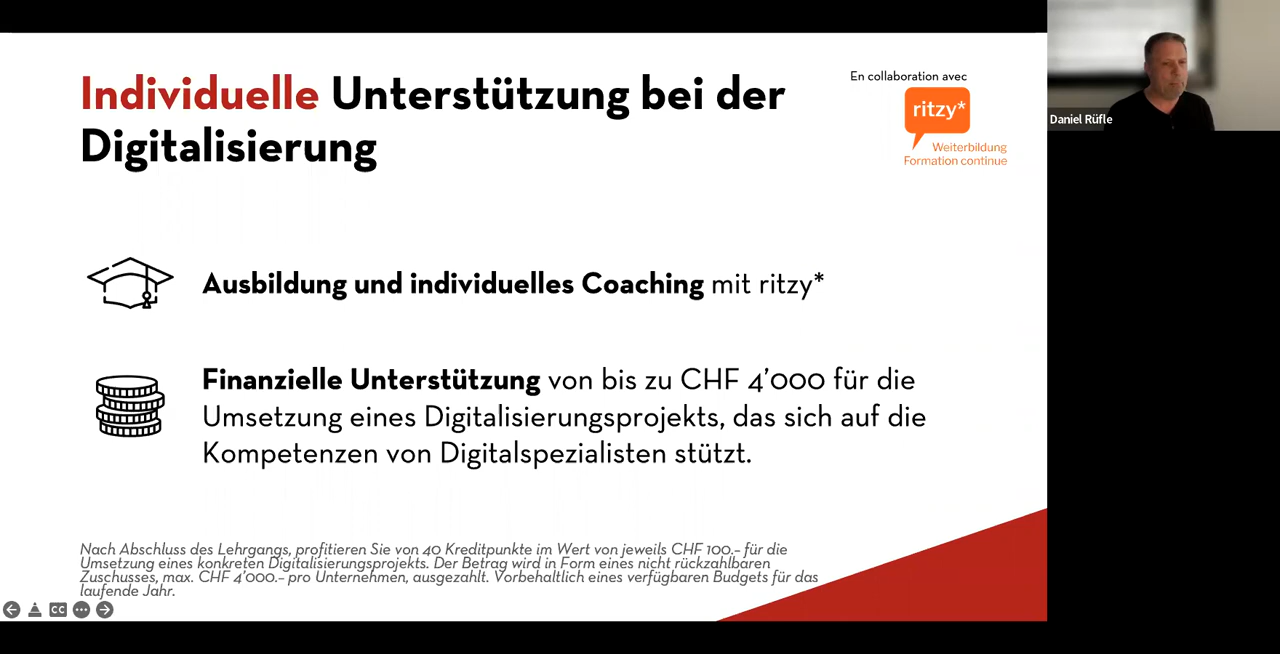 Individuelle Unterstützung bei der
Digitalisierung
En collaboration avec
ritzy*
Weiterbildung
Formation continue
Daniel Rüfle
Ausbildung und individuelles Coaching mit ritzy*
Finanzielle Unterstützung von bis zu CHF 4'000 für die
Umsetzung eines Digitalisierungsprojekts, das sich auf die
Kompetenzen von Digitalspezialisten stützt.
Nach Abschluss des Lehrgangs, profitieren Sie von 40 Kreditpunkte im Wert von jeweils CHF 100.- für die
Umsetzung eines konkreten Digitalisierungsprojekts. Der Betrag wird in Form eines nicht rückzahlbaren
Zuschusses, max. CHF 4'000.- pro Unternehmen, ausgezahlt. Vorbehaltlich eines verfügbaren Budgets für das
laufende Jahr.
CC